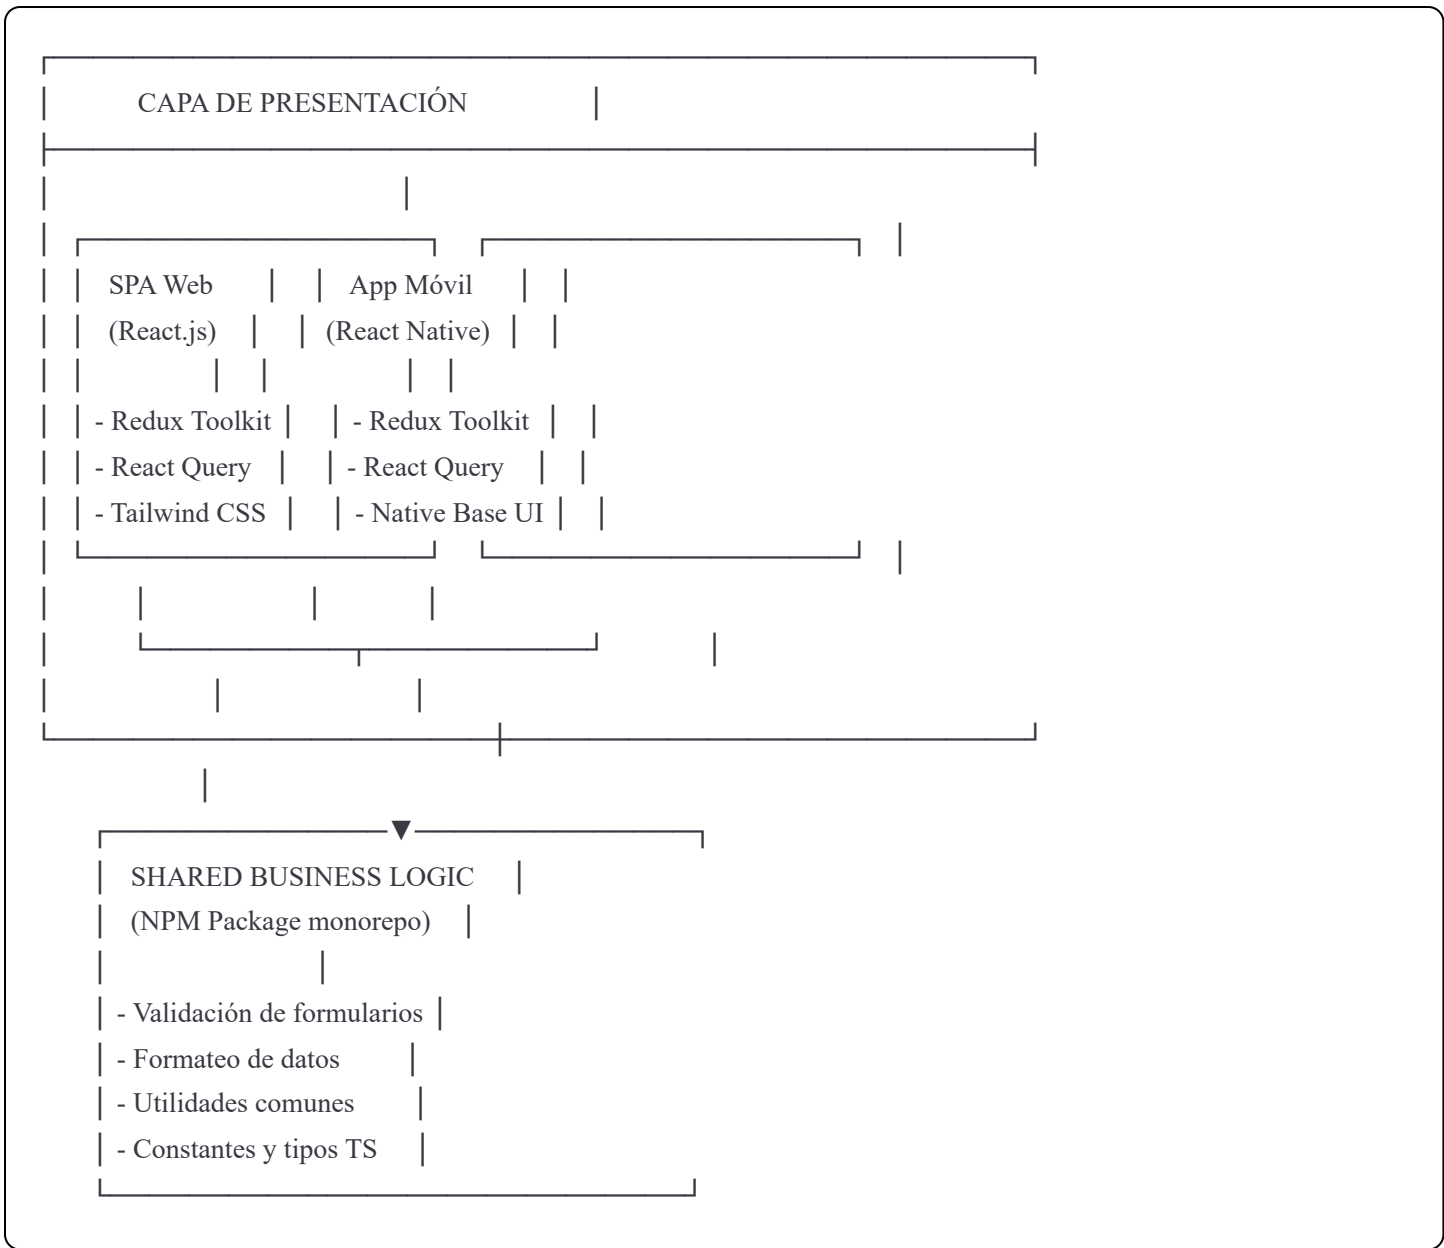 CAPA DE PRESENTACIÓN
SPA Web App Móvil
(React.js) (React Native)
- Redux Toolkit - Redux Toolkit
- React Query - React Query
- Tailwind CSS - Native Base UI
SHARED BUSINESS LOGIC
(NPM Package monorepo)
- Validación de formularios
- Formateo de datos
- Utilidades comunes
- Constantes y tipos TS